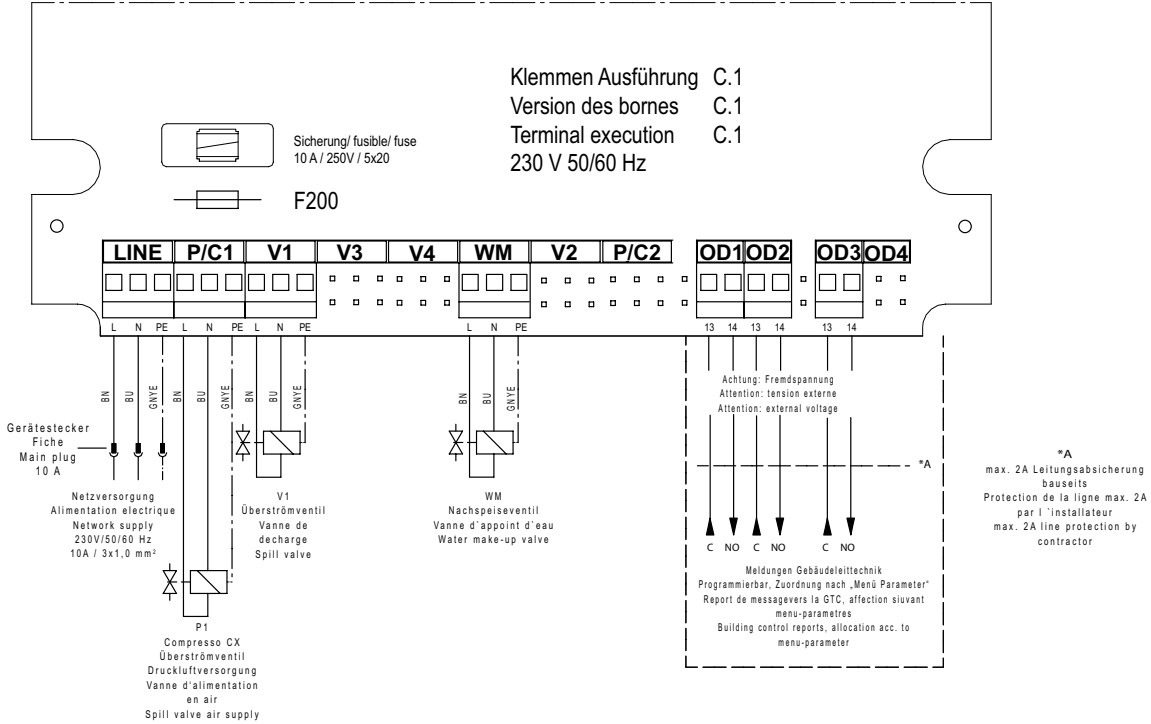 Klemmen Ausführung C.1
Version des bornes C.1
Terminal execution C.1
230 V 50/60 Hz
Sicherung/ fusible/ fuse
10 A / 250V / 5x20
F200
LINE P/C1 V1 V3 V4 WM V2 P/C2 OD1 OD2 OD3 OD4
L N PE L N PE L N PE L N PE 13 14 13 14 13 14
BN BU GNYE BN BU GNYE BN BU GNYE BN BU GNYE
Gerätestecker
Fiche
Main plug
10 A
Netzversorgung
Alimentation electrique
Network supply
230V/50/60 Hz
10A / 3x1,0 mm²
P1
Compresso CX
Überströmventil
Druckluftversorgung
Vanne d'alimentation
en air
Spill valve air supply
V1
Überströmventil
Vanne de
decharge
Spill valve
WM
Nachspeiseventil
Vanne d`appoint d`eau
Water make-up valve
Achtung: Fremdspannung
Attention: tension externe
Attention: external voltage
*A
C NO C NO C NO
Meldungen Gebäudeleittechnik
Programmierbar, Zuordnung nach „Menü Parameter"
Report de messagevers la GTC, affection siuvant
menu-parametres
Building control reports, allocation acc. to
menu-parameter
*A
max. 2A Leitungsabsicherung
bauseits
Protection de la ligne max. 2A
par l `installateur
max. 2A line protection by
contractor